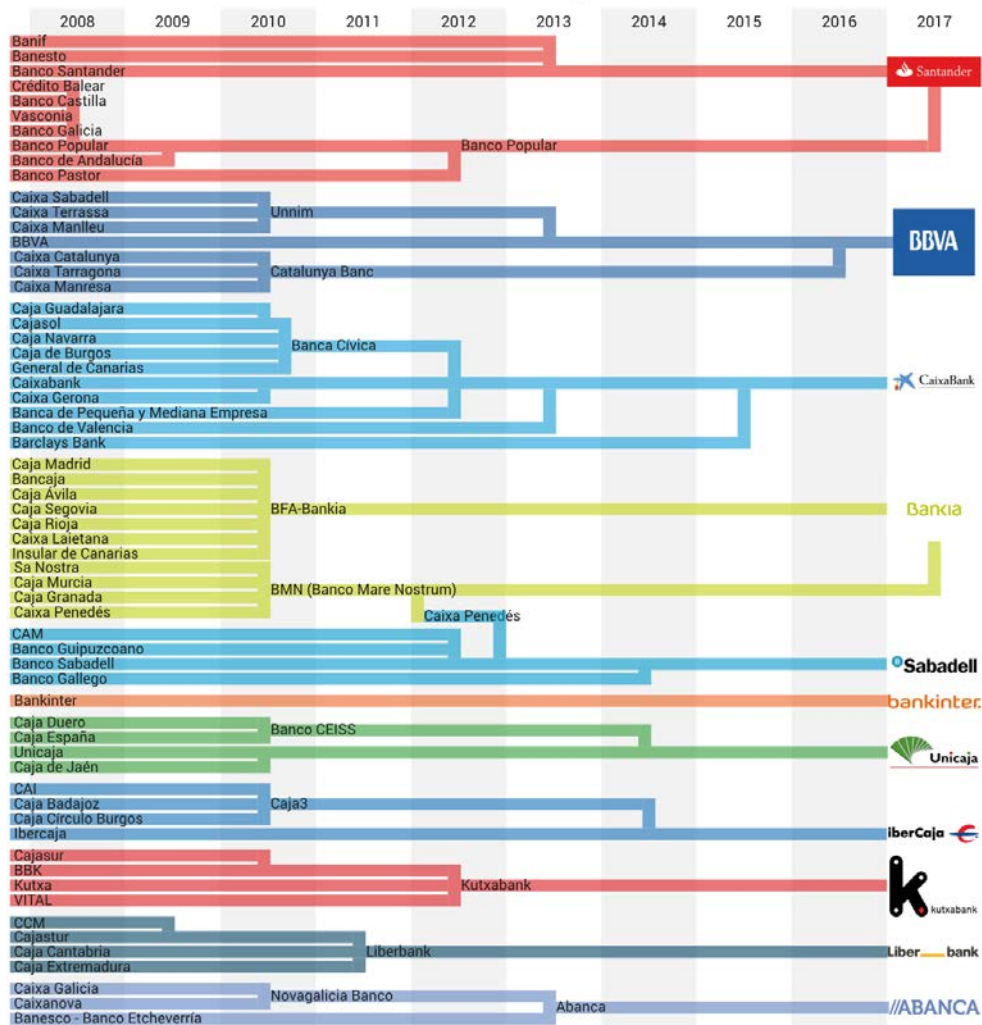 2008 2009 2010 2011 2012 2013 2014 2015 2016 2017
Banif
Banesto
Banco Santander
Santander
Crédito Balear
Banco Castilla
Vasconia
Banco Galicia
Banco Popular Banco Popular
Banco de Andalucía
Banco Pastor
Caixa Sabadell
Caixa Terrassa Unnim
Caixa Manlleu
BBVA BBVA
Caixa Catalunya
Caixa Tarragona Catalunya Banc
Caixa Manresa
Caja Guadalajara
Cajasol
Caja Navarra Banca Cívica
Caja de Burgos
General de Canarias
Caixabank CaixaBank
Caixa Gerona
Banca de Pequeña y Mediana Empresa
Banco de Valencia
Barclays Bank
Caja Madrid
Bancaja
Caja Ávila
Caja Segovia BFA-Bankia Bankia
Caja Rioja
Caixa Laietana
Insular de Canarias
Sa Nostra
Caja Murcia BMN (Banco Mare Nostrum)
Caja Granada
Caixa Penedés Caixa Penedés
CAM
Banco Guipuzcoano
Banco Sabadell Sabadell
Banco Gallego
Bankinter bankinter.
Caja Duero Banco CEISS
Caja España
Unicaja Unicaja
Caja de Jaén
CAI
Caja Badajoz Caja3
Caja Círculo Burgos
Ibercaja iberCaja
Cajasur
BBK
Kutxa Kutxabank
VITAL
k
kutxabank
CCM
Cajastur
Caja Cantabria Liberbank Liber bank
Caja Extremadura
Caixa Galicia Novagalicia Banco
Caixanova Abanca //ABANCA
Banesco - Banco Etcheverría